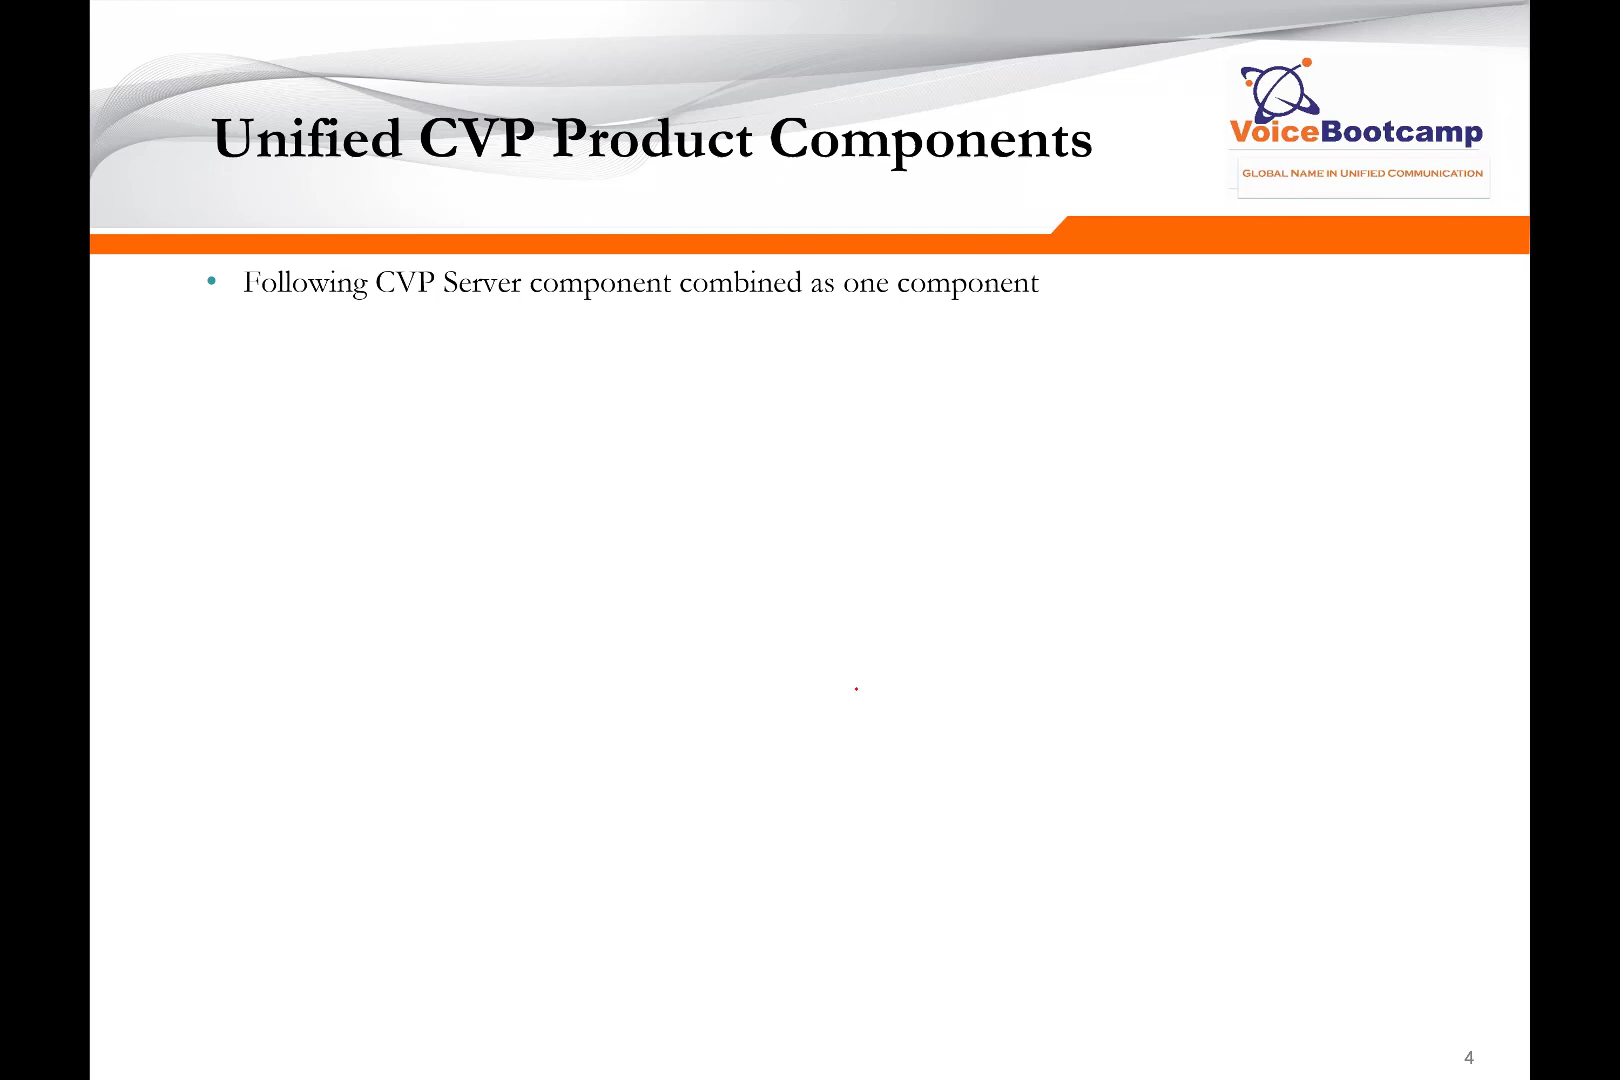 Unified CVP Product Components
VoiceBootcamp
GLOBAL NAME IN UNIFIED COMMUNICATION
• Following CVP Server component combined as one component
4